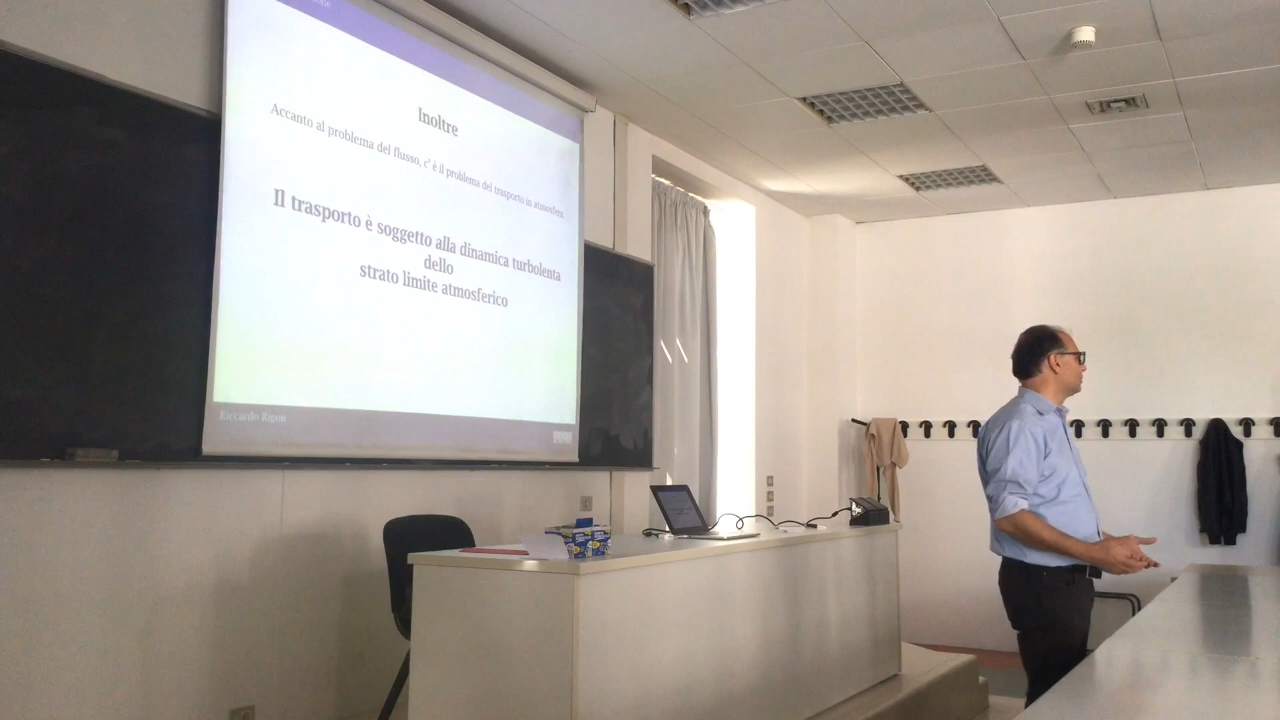 Inoltre
Accanto al problema del flusso, c' è il problema del trasporto in atmosfera.
Il trasporto è soggetto alla dinamica turbolenta
dello
strato limite atmosferico
Riccardo Rigon